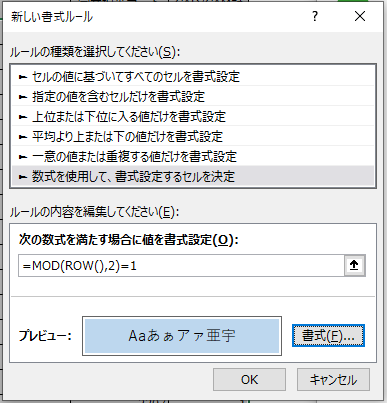 新しい書式ルール
ルールの種類を選択してください(S):
► セルの値に基づいてすべてのセルを書式設定
► 指定の値を含むセルだけを書式設定
► 上位または下位に入る値だけを書式設定
► 平均より上または下の値だけを書式設定
► 一意の値または重複する値だけを書式設定
► 数式を使用して、書式設定するセルを決定
ルールの内容を編集してください(E):
次の数式を満たす場合に値を書式設定(O):
=MOD(ROW(),2)=1
プレビュー: Aaあぁアァ亜宇 書式(F)...
OK キャンセル